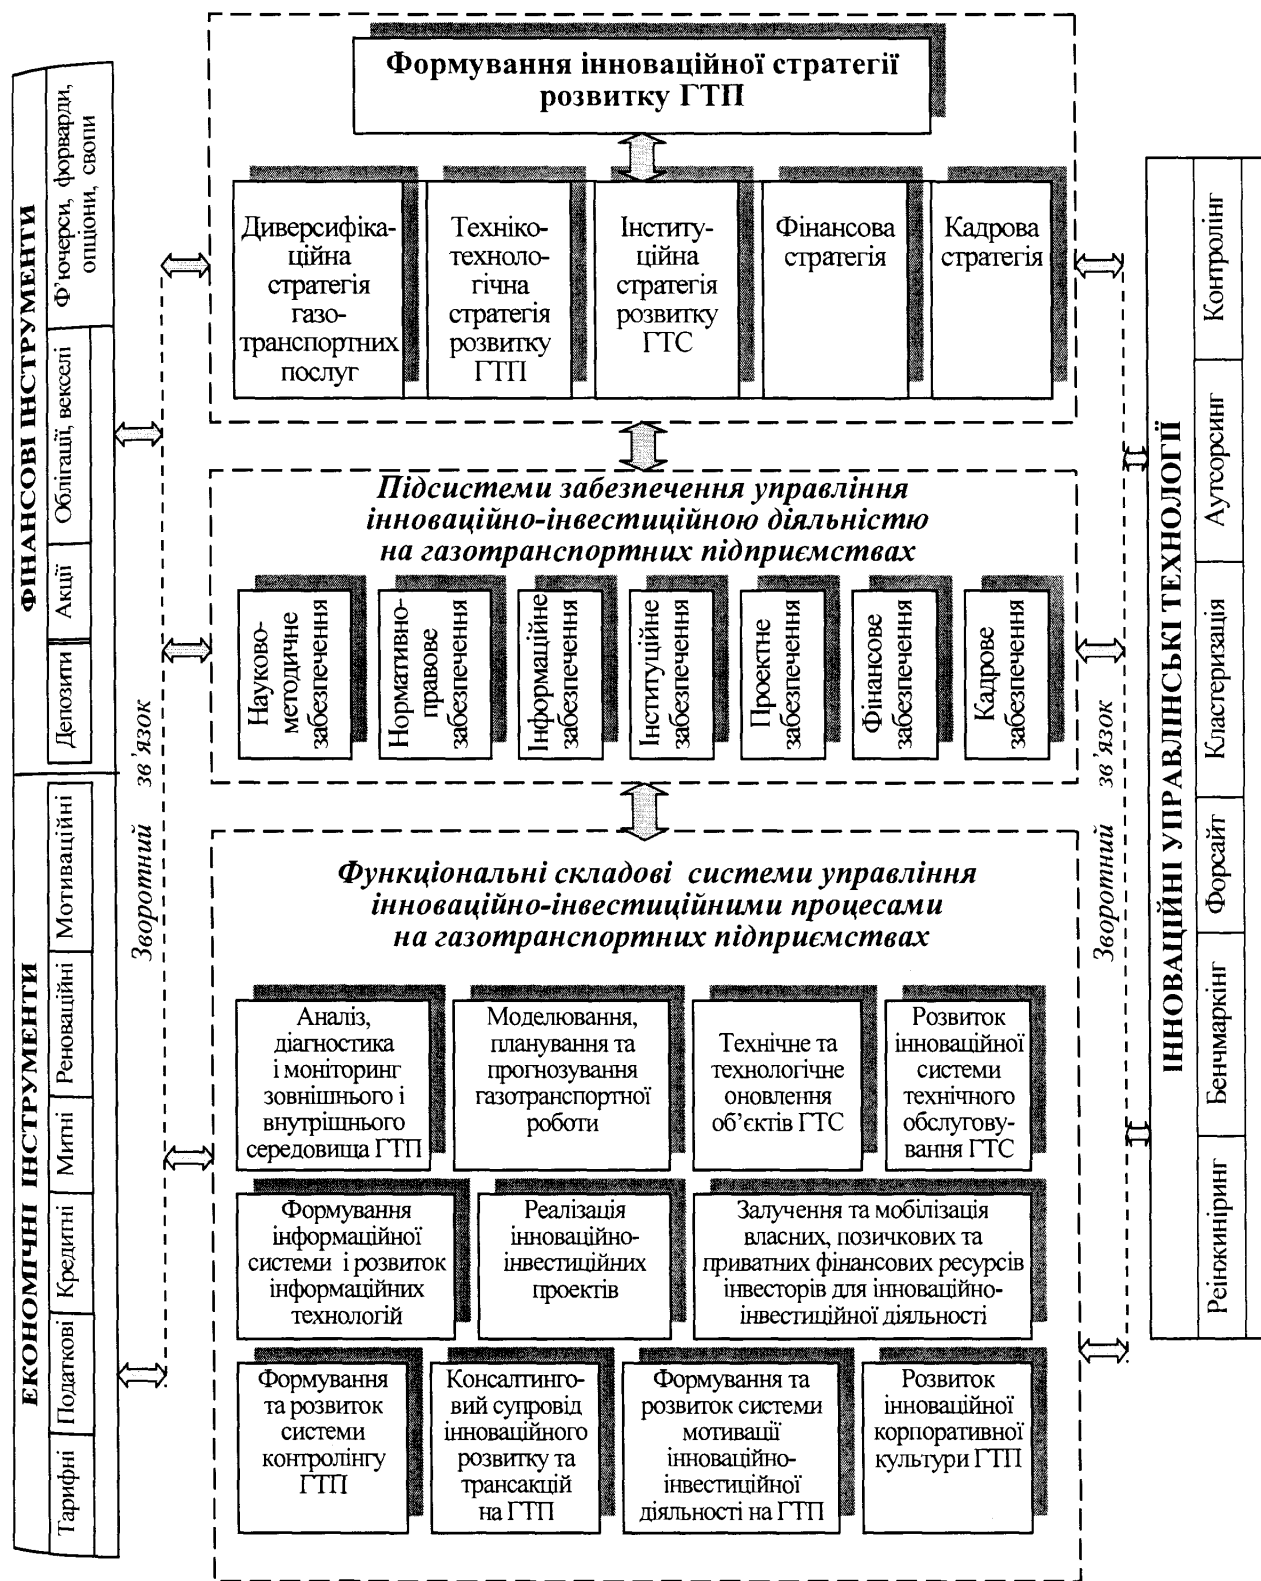 Формування інноваційної стратегії
розвитку ГТП
Диверсифіка-
ційна
стратегія
газо-
транспортних
послуг
Техніко-
техноло-
гічна
стратегія
розвитку
ГТП
Інститу-
ційна
стратегія
розвитку
ГТС
Фінансова
стратегія
Кадрова
стратегія
Підсистеми забезпечення управління
інноваційно-інвестиційною діяльністю
на газотранспортних підприємствах
Науково-
методичне
забезпечення
Нормативно-
правове
забезпечення
Інформаційне
забезпечення
Інституційне
забезпечення
Проектне
забезпечення
Фінансове
забезпечення
Кадрове
забезпечення
Функціональні складові системи управління
інноваційно-інвестиційними процесами
на газотранспортних підприємствах
Аналіз,
діагностика
і моніторинг
зовнішнього і
внутрішнього
середовища ГТП
Моделювання,
планування та
прогнозування
газотранспортної
роботи
Технічне та
технологічне
оновлення
об’єктів ГТС
Розвиток
інноваційної
системи
технічного
обслугову-
вання ГТС
Формування
інформаційної
системи і розвиток
інформаційних
технологій
Реалізація
інноваційно-
інвестиційних
проектів
Залучення та мобілізація
власних, позичкових та
приватних фінансових ресурсів
інвесторів для інноваційно-
інвестиційної діяльності
Формування
та розвиток
системи
контролінгу
ГТП
Консалтинго-
вий супровід
інноваційного
розвитку та
трансакцій
на ГТП
Формування та
розвиток системи
мотивації
інноваційно-
інвестиційної
діяльності на ГТП
Розвиток
інноваційної
корпоративної
культури ГТП
ФІНАНСОВІ ІНСТРУМЕНТИ
Депозити
Акції
Облігації, векселі
Ф’ючерси, форварди,
опціони, свопи
ЕКОНОМІЧНІ ІНСТРУМЕНТИ
Тарифні
Податкові
Кредитні
Митні
Реноваційні
Мотиваційні
Зворотний зв’язок
Зворотний зв’язок
ІННОВАЦІЙНІ УПРАВЛІНСЬКІ ТЕХНОЛОГІЇ
Реінжиніринг
Бенчмаркінг
Форсайт
Кластеризація
Аутсорсинг
Контролінг